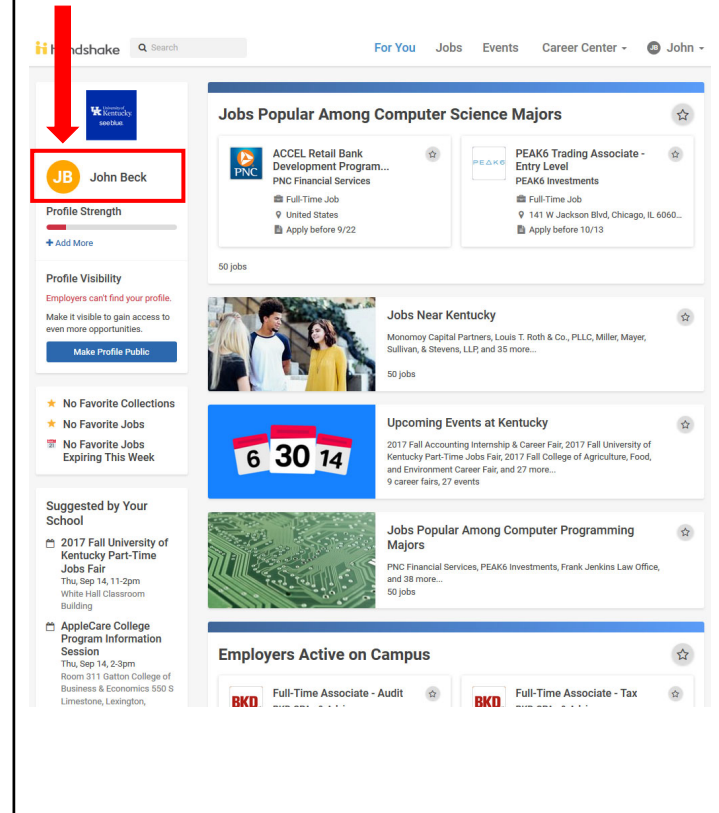 handshake
Search
For You
Jobs
Events
Career Center
JB
John
University of
Kentucky
see blue.
JB
John Beck
Profile Strength
+ Add More
Profile Visibility
Employers can't find your profile.
Make it visible to gain access to
even more opportunities.
Make Profile Public
No Favorite Collections
No Favorite Jobs
No Favorite Jobs
Expiring This Week
Suggested by Your
School
2017 Fall University of
Kentucky Part-Time
Jobs Fair
Thu, Sep 14, 11-2pm
White Hall Classroom
Building
AppleCare College
Program Information
Session
Thu, Sep 14, 2-3pm
Room 311 Gatton College of
Business & Economics 550 S
Limestone, Lexington,
Jobs Popular Among Computer Science Majors
PNC
ACCEL Retail Bank
Development Program...
PNC Financial Services
Full-Time Job
United States
Apply before 9/22
PEAK6
PEAK6 Trading Associate -
Entry Level
PEAK6 Investments
Full-Time Job
141 W Jackson Blvd, Chicago, IL 6060...
Apply before 10/13
50 jobs
Jobs Near Kentucky
Monomoy Capital Partners, Louis T. Roth & Co., PLLC, Miller, Mayer,
Sullivan, & Stevens, LLP, and 35 more...
50 jobs
6 30 14
Upcoming Events at Kentucky
2017 Fall Accounting Internship & Career Fair, 2017 Fall University of
Kentucky Part-Time Jobs Fair, 2017 Fall College of Agriculture, Food,
and Environment Career Fair, and 27 more...
9 career fairs, 27 events
Jobs Popular Among Computer Programming
Majors
PNC Financial Services, PEAK6 Investments, Frank Jenkins Law Office,
and 38 more...
50 jobs
Employers Active on Campus
BKD
Full-Time Associate - Audit
BKD
Full-Time Associate - Tax